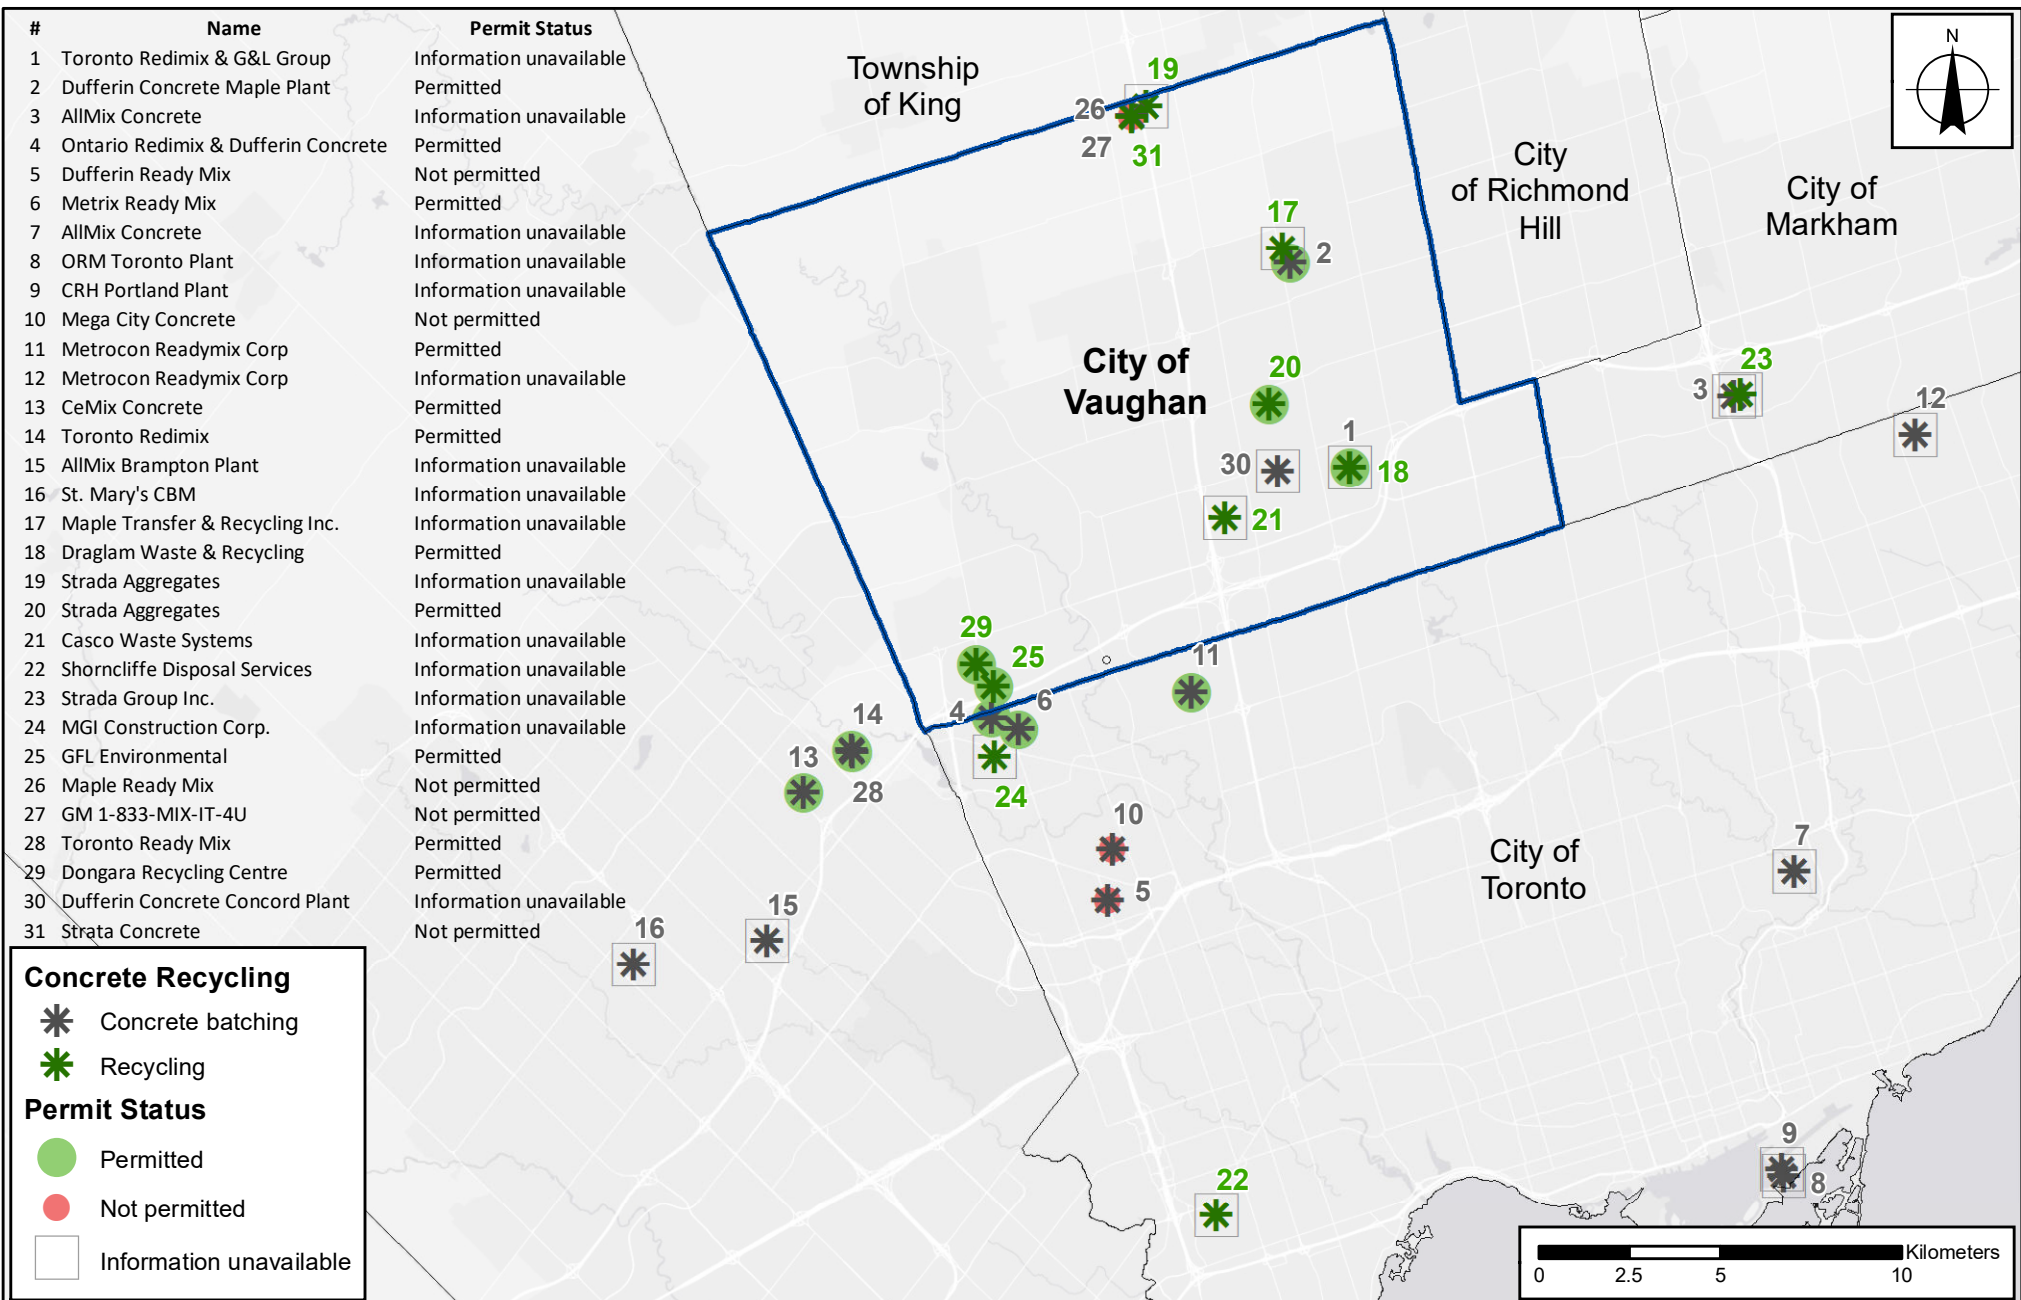 # Name Permit Status
1 Toronto Redimix & G&L Group Information unavailable
2 Dufferin Concrete Maple Plant Permitted
3 AllMix Concrete Information unavailable
4 Ontario Redimix & Dufferin Concrete Permitted
5 Dufferin Ready Mix Not permitted
6 Metrix Ready Mix Permitted
7 AllMix Concrete Information unavailable
8 ORM Toronto Plant Information unavailable
9 CRH Portland Plant Information unavailable
10 Mega City Concrete Not permitted
11 Metrocon Readymix Corp Permitted
12 Metrocon Readymix Corp Information unavailable
13 CeMix Concrete Permitted
14 Toronto Redimix Permitted
15 AllMix Brampton Plant Information unavailable
16 St. Mary's CBM Information unavailable
17 Maple Transfer & Recycling Inc. Information unavailable
18 Draglam Waste & Recycling Permitted
19 Strada Aggregates Information unavailable
20 Strada Aggregates Permitted
21 Casco Waste Systems Information unavailable
22 Shorncliffe Disposal Services Information unavailable
23 Strada Group Inc. Information unavailable
24 MGI Construction Corp. Information unavailable
25 GFL Environmental Permitted
26 Maple Ready Mix Not permitted
27 GM 1-833-MIX-IT-4U Not permitted
28 Toronto Ready Mix Permitted
29 Dongara Recycling Centre Permitted
30 Dufferin Concrete Concord Plant Information unavailable
31 Strata Concrete Not permitted
Concrete Recycling
Concrete batching
Recycling
Permit Status
Permitted
Not permitted
Information unavailable
Township
of King
City
of Richmond
Hill
City of
Markham
City of
Vaughan
City of
Toronto
N
19
26
27
31
17
2
20
23
3
12
1
30
18
21
29
25
11
6
4
14
13
28
24
10
5
7
15
16
9
8
22
Kilometers
0 2.5 5 10